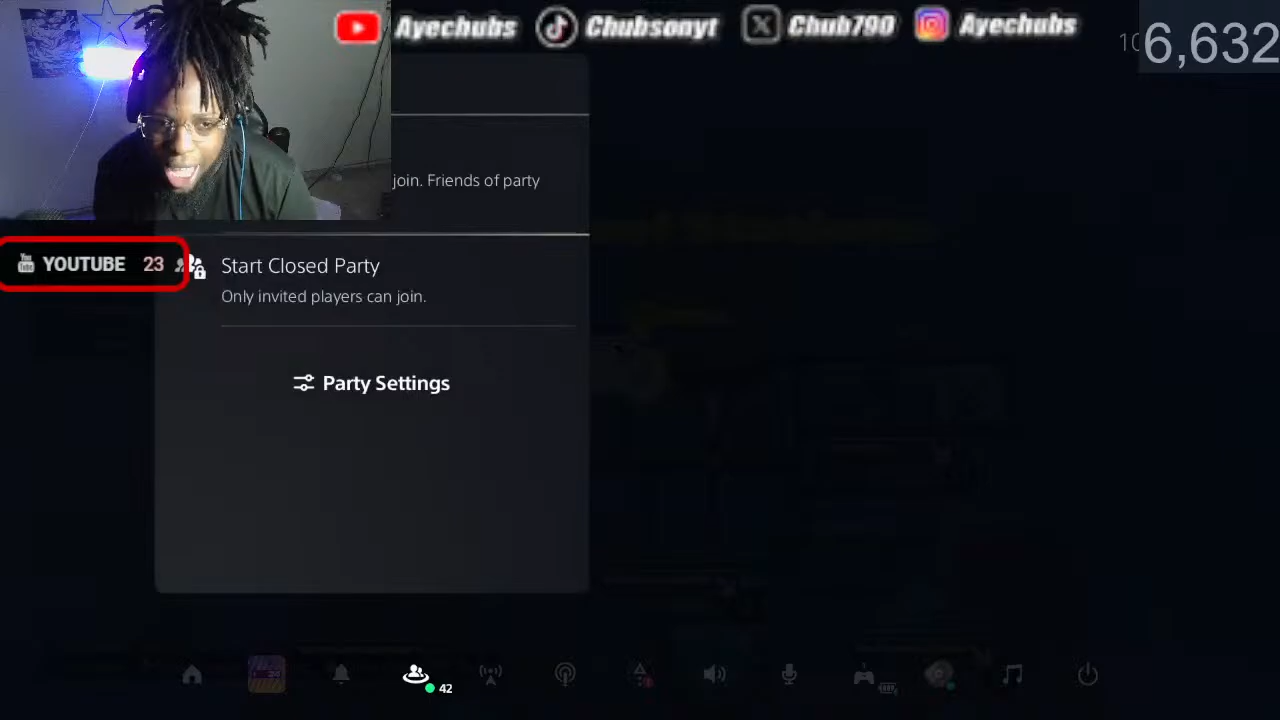 Ayechubs Chubsonyt Chub790 Ayechubs
6,632
join. Friends of party
YOUTUBE 23
Start Closed Party
Only invited players can join.
Party Settings
42